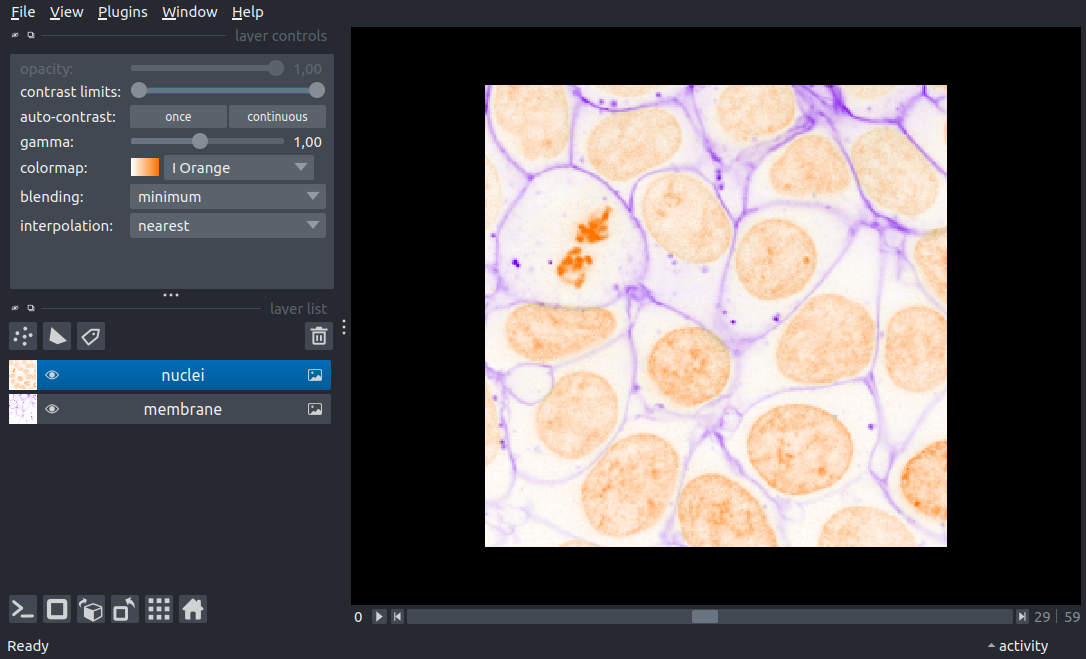 File View Plugins Window Help
layer controls
opacity: 1,00
contrast limits:
auto-contrast: once continuous
gamma: 1,00
colormap: I Orange
blending: minimum
interpolation: nearest
layer list
nuclei
membrane
0 29 59
Ready activity